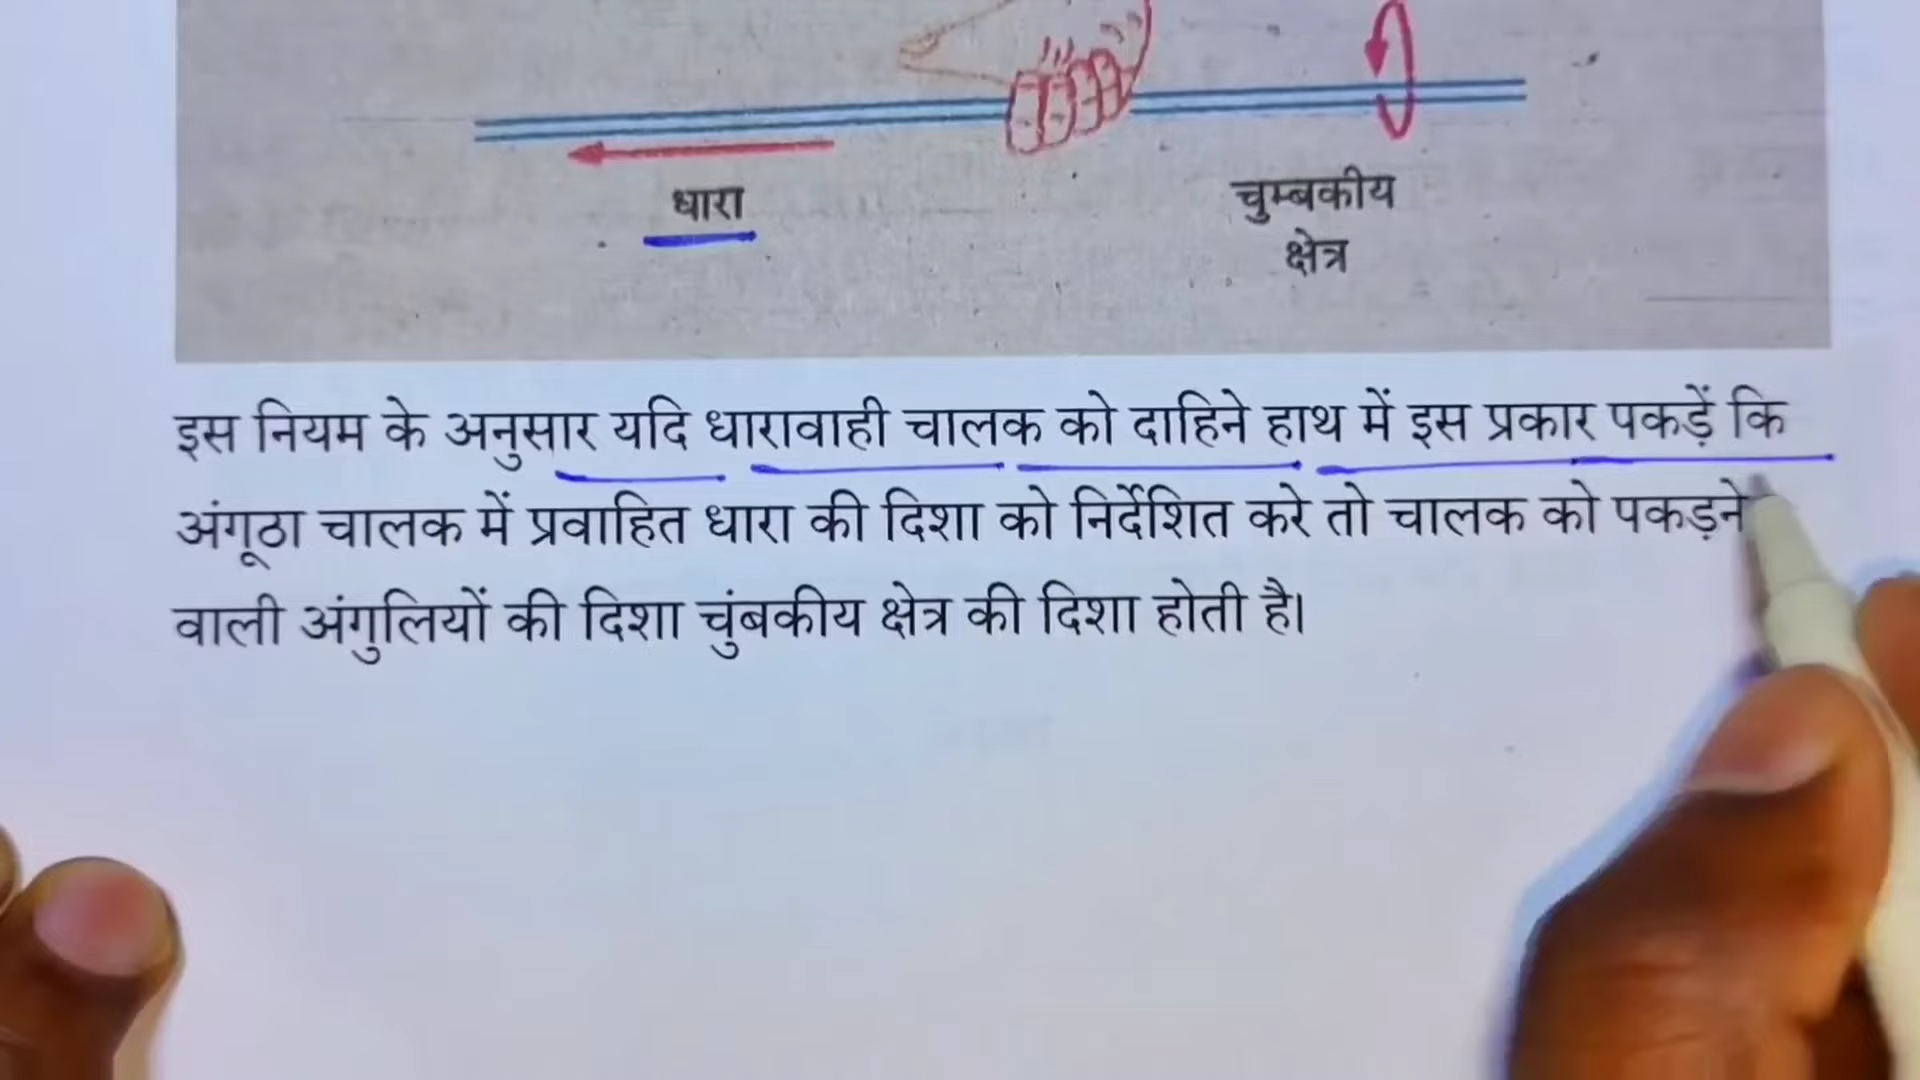 धारा
चुम्बकीय
क्षेत्र
इस नियम के अनुसार यदि धारावाही चालक को दाहिने हाथ में इस प्रकार पकड़ें कि
अंगूठा चालक में प्रवाहित धारा की दिशा को निर्देशित करे तो चालक को पकड़ने
वाली अंगुलियों की दिशा चुंबकीय क्षेत्र की दिशा होती है।